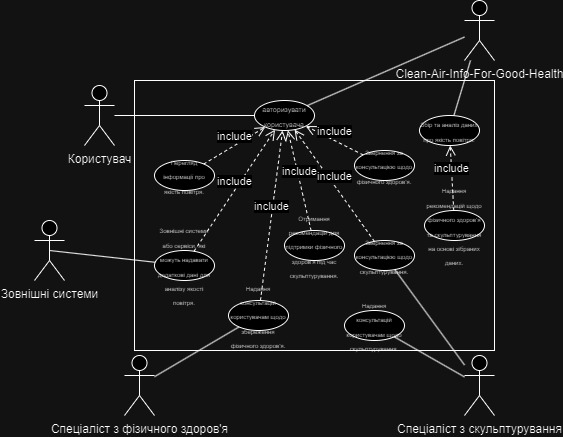 Clean-Air-Info-For-Good-Health
авторизувати
користувача
include
include
Користувач
Збір та аналіз даних
про якість повітря.
Перегляд
інформації про
якість повітря.
include
include
include
include
include
Звернення за
консультацією щодо
фізичного здоров'я.
Надання
рекомендацій щодо
фізичного здоров'я
та скульптурування
на основі зібраних
даних.
Зовнішні системи
або сервіси, які
можуть надавати
додаткові дані для
аналізу якості
повітря.
Отримання
рекомендацій для
підтримки фізичного
здоров'я під час
скульптурування.
Звернення за
консультацією щодо
скульптурування.
Зовнішні системи
Надання
консультацій
користувачам щодо
збереження
фізичного здоров'я.
Надання
консультацій
користувачам щодо
скульптурування.
Спеціаліст з фізичного здоров'я
Спеціаліст з скульптурування